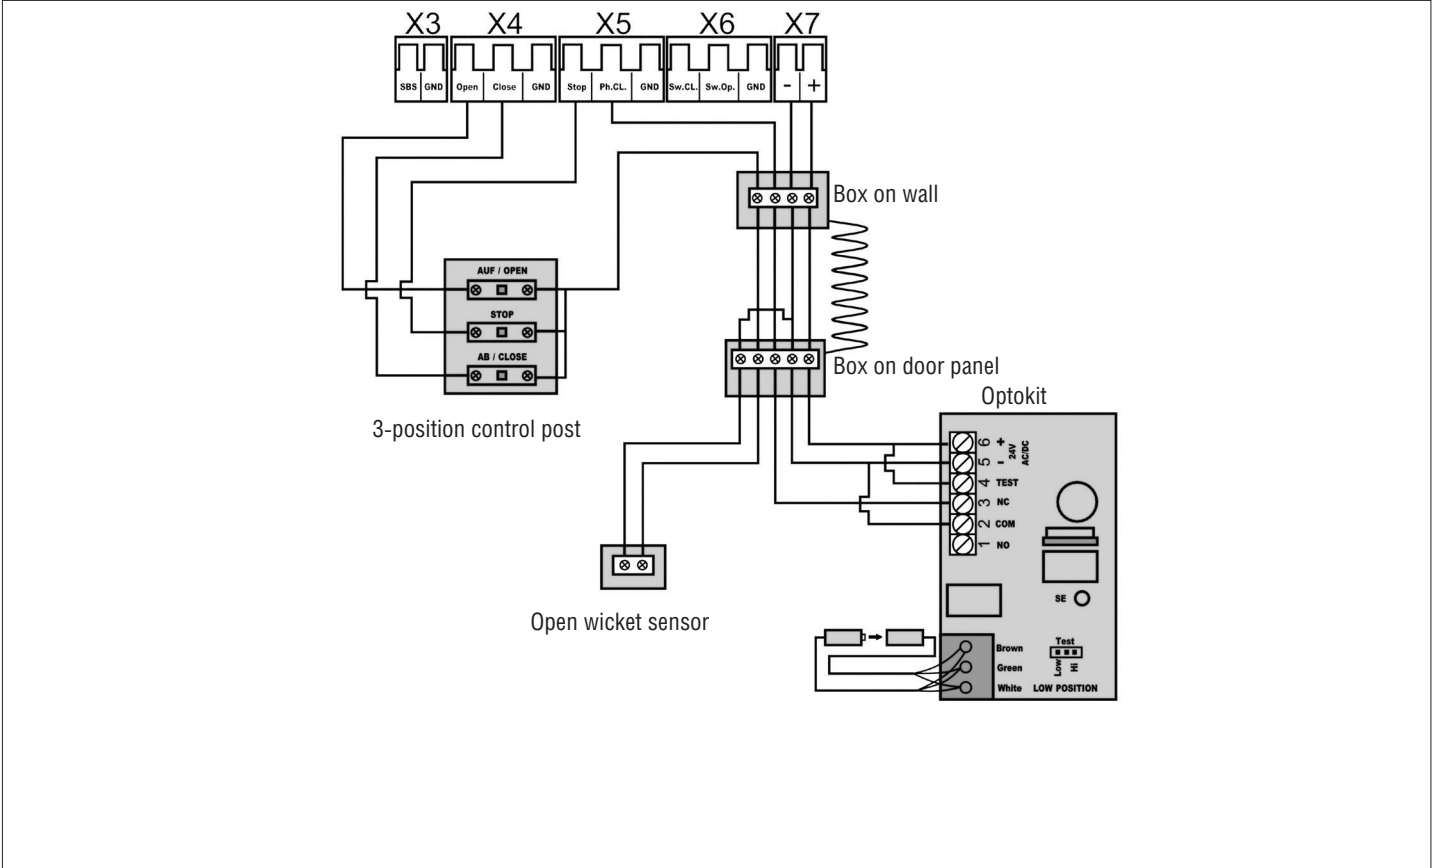 X3 X4 X5 X6 X7
SBS GND Open Close GND Stop Ph.CL. GND Sw.CL. Sw.Op. GND - +
Box on wall
AUF / OPEN
STOP
AB / CLOSE
3-position control post
Box on door panel
Optokit
6 +
5 -
24V
AC/DC
4 TEST
3 NC
2 COM
1 NO
SE
Open wicket sensor
Brown
Green
White
Test
Low
Hi
LOW POSITION